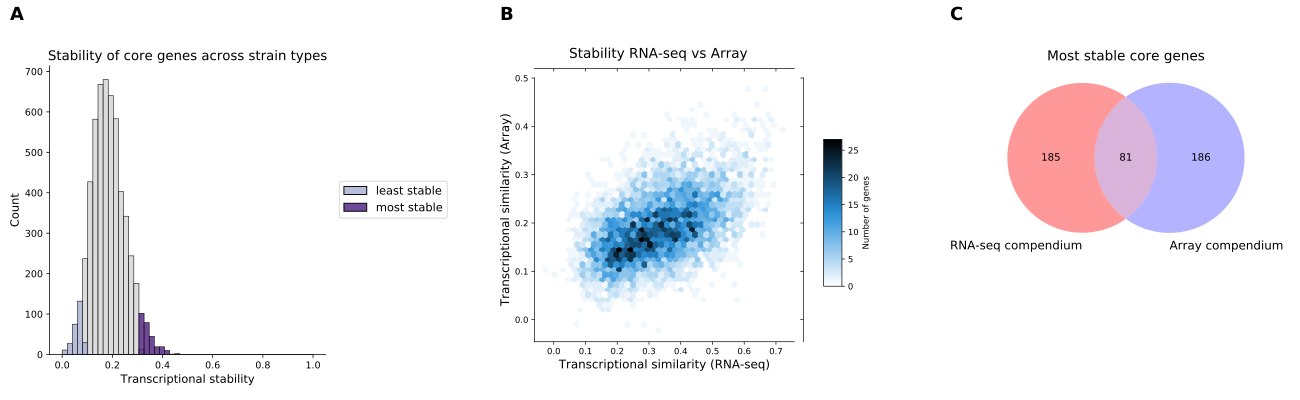 A
Stability of core genes across strain types
700
600
500
400
300
200
100
0
Count
0.0 0.2 0.4 0.6 0.8 1.0
Transcriptional stability
least stable
most stable
B
Stability RNA-seq vs Array
0.5
0.4
0.3
0.2
0.1
0.0
Transcriptional similarity (Array)
0.0 0.1 0.2 0.3 0.4 0.5 0.6 0.7
Transcriptional similarity (RNA-seq)
25
20
15
10
5
0
Number of genes
C
Most stable core genes
185 81 186
RNA-seq compendium
Array compendium